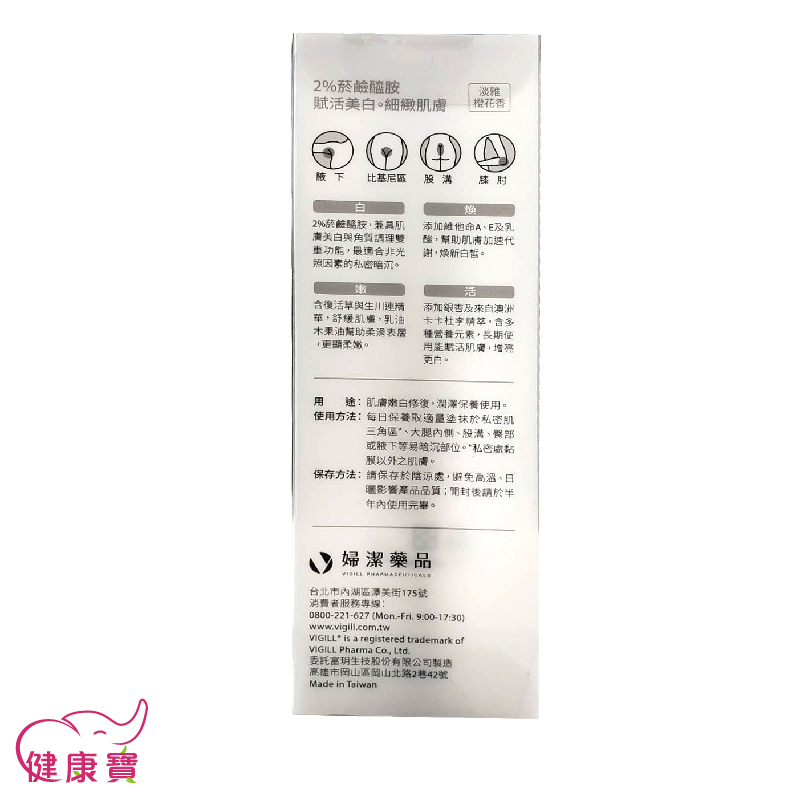 2%菸鹼醯胺
賦活美白。細緻肌膚
淡雅
橙花香
腋 下
比基尼區
股 溝
膝 肘
白
2%菸鹼醯胺，兼具肌
膚美白與角質調理雙
重功能，最適合非光
照因素的私密暗沉。
煥
添加維他命A、E及乳
酸，幫助肌膚加速代
謝，煥新白皙。
嫩
含復活草與生川連精
華，舒緩肌膚、乳油
木果油幫助柔滑表層
，更顯柔嫩。
活
添加銀杏及來自澳洲
卡卡杜李精萃，含多
種營養元素，長期使
用能賦活肌膚，增亮
更白。
用 途：肌膚嫩白修復，潤澤保養使用。
使用方法：每日保養取適量塗抹於私密肌
三角區*、大腿內側、股溝、臀部
或腋下等易暗沉部位。*私密處黏
膜以外之肌膚。
保存方法：請保存於陰涼處，避免高溫、日
曬影響產品品質；開封後請於半
年內使用完畢。
婦潔藥品
VIGILL PHARMACEUTICALS
台北市內湖區潭美街175號
消費者服務專線：
0800-221-627 (Mon.-Fri. 9:00-17:30)
www.vigill.com.tw
VIGILL® is a registered trademark of
VIGILL Pharma Co., Ltd.
委託富玥生技股份有限公司製造
高雄市岡山區岡山北路2巷42號
Made in Taiwan
健康寶